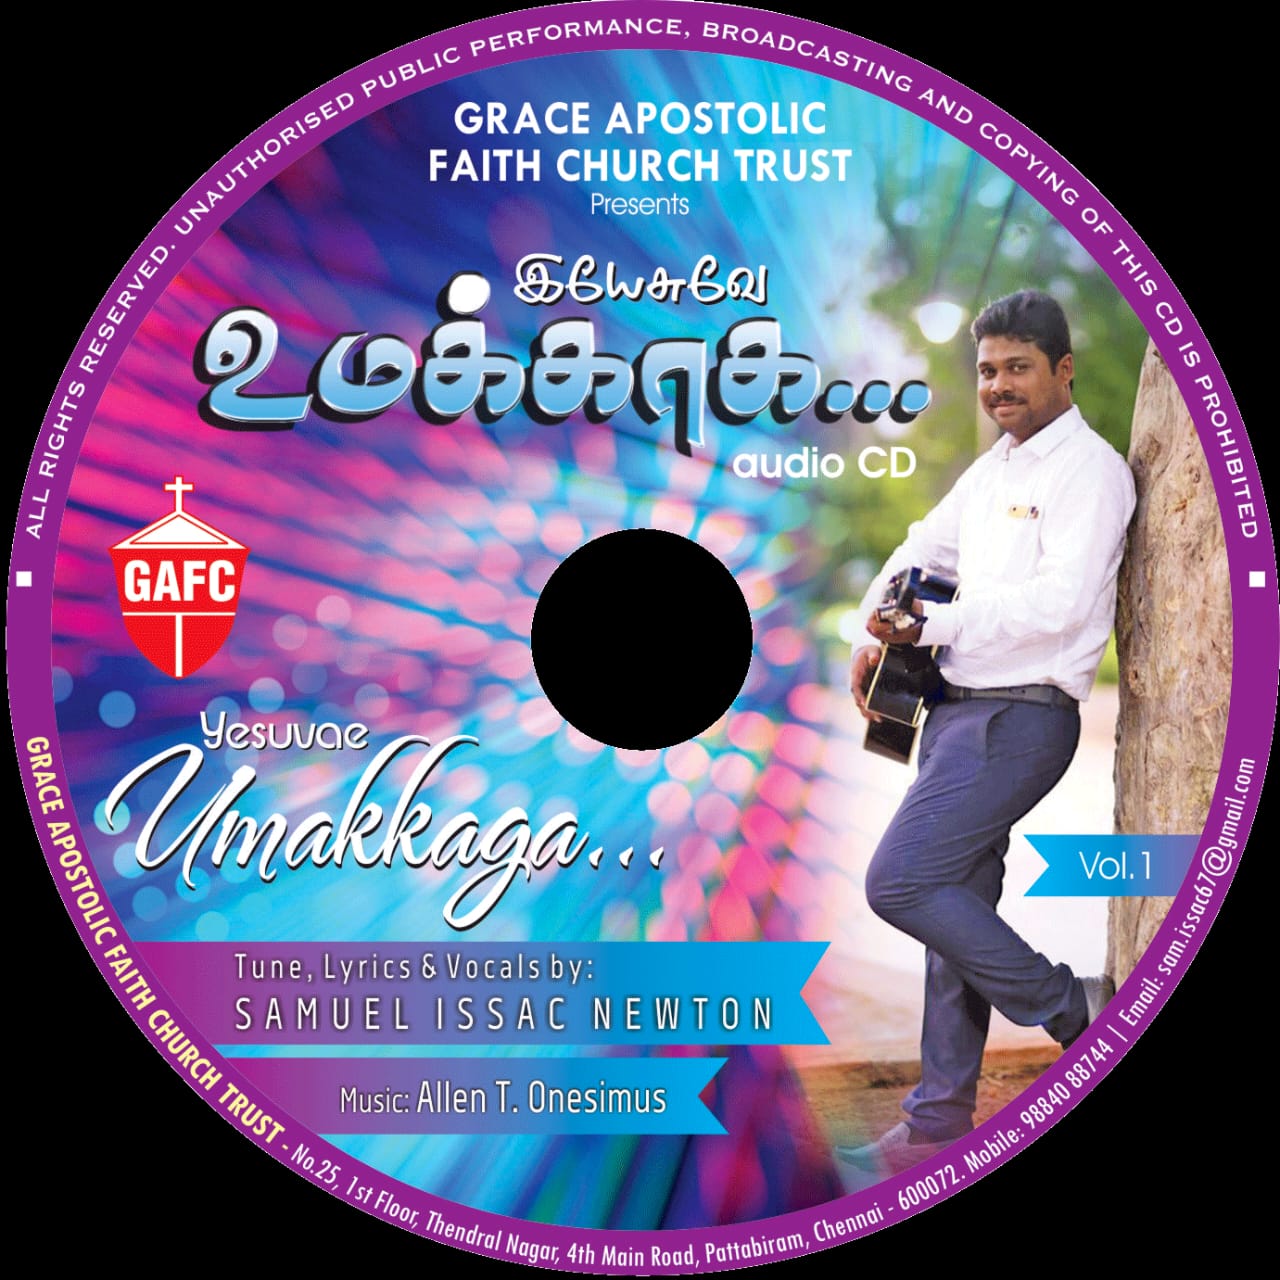 ALL RIGHTS RESERVED. UNAUTHORISED PUBLIC PERFORMANCE, BROADCASTING AND COPYING OF THIS CD IS PROHIBITED
GRACE APOSTOLIC
FAITH CHURCH TRUST
Presents
இயேசுவே
உமக்காக...
audio CD
GAFC
Yesuvae
Umakkaga...
Vol.1
Tune, Lyrics & Vocals by:
SAMUEL ISSAC NEWTON
Music: Allen T. Onesimus
GRACE APOSTOLIC FAITH CHURCH TRUST - No.25, 1st Floor, Thendral Nagar, 4th Main Road, Pattabiram, Chennai - 600072. Mobile: 98840 88744 | Email: sam.issac67@gmail.com